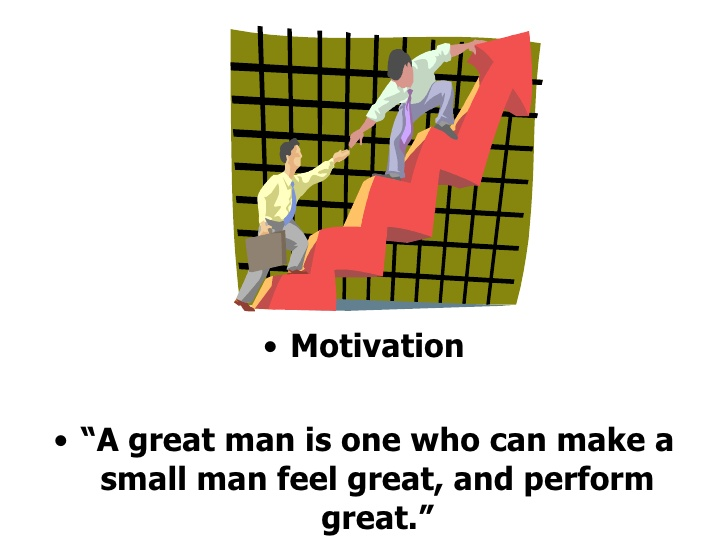 • Motivation
• “A great man is one who can make a
small man feel great, and perform
great.”